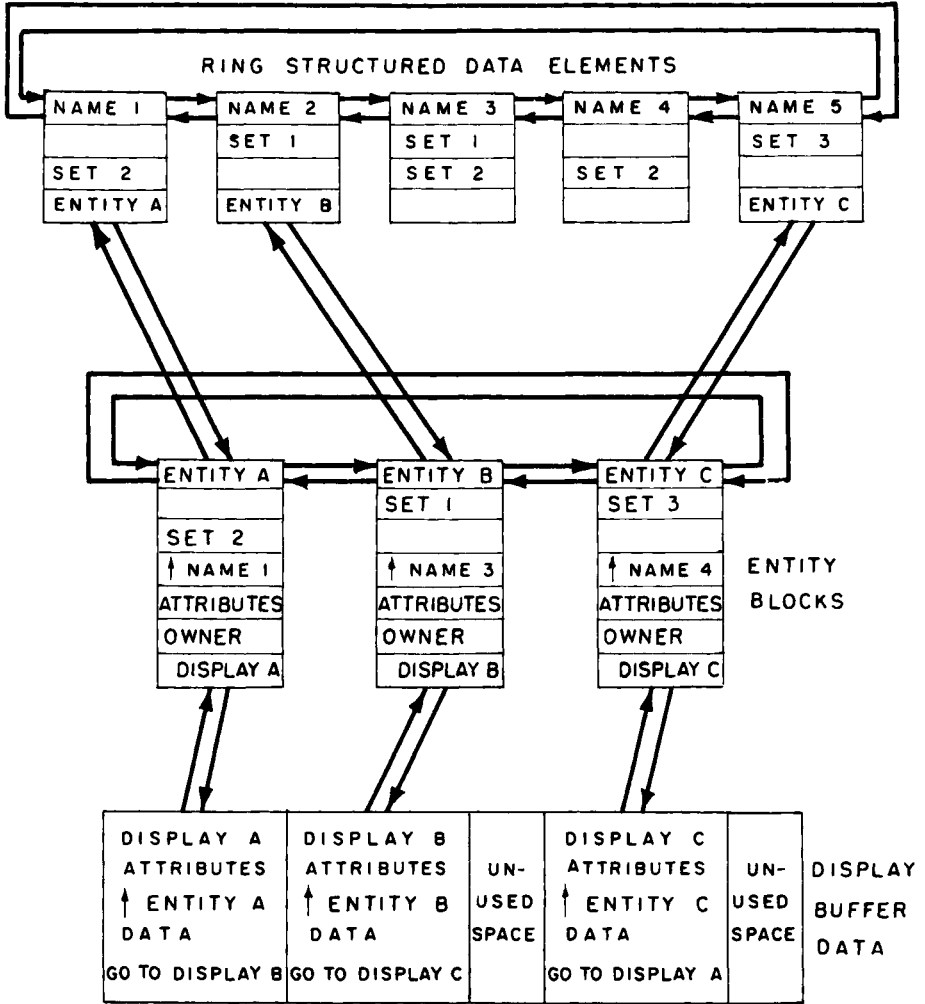 RING STRUCTURED DATA ELEMENTS
NAME 1
SET 2
ENTITY A
NAME 2
SET 1
ENTITY B
NAME 3
SET 1
SET 2
NAME 4
SET 2
NAME 5
SET 3
ENTITY C
ENTITY A
SET 2
↑ NAME 1
ATTRIBUTES
OWNER
DISPLAY A
ENTITY B
SET 1
↑ NAME 3
ATTRIBUTES
OWNER
DISPLAY B
ENTITY C
SET 3
↑ NAME 4
ATTRIBUTES
OWNER
DISPLAY C
ENTITY
BLOCKS
DISPLAY A
ATTRIBUTES
↑ ENTITY A
DATA
GO TO DISPLAY B
DISPLAY B
ATTRIBUTES
↑ ENTITY B
DATA
GO TO DISPLAY C
UN-
USED
SPACE
DISPLAY C
ATTRIBUTES
↑ ENTITY C
DATA
GO TO DISPLAY A
UN-
USED
SPACE
DISPLAY
BUFFER
DATA